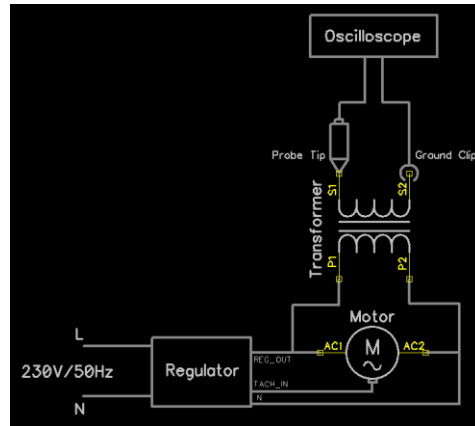 Oscilloscope
Probe Tip
Ground Clip
S1
S2
Transformer
P1
P2
Motor
L
230V/50Hz
N
Regulator
REG_OUT
TACH_IN
N
AC1
M
AC2